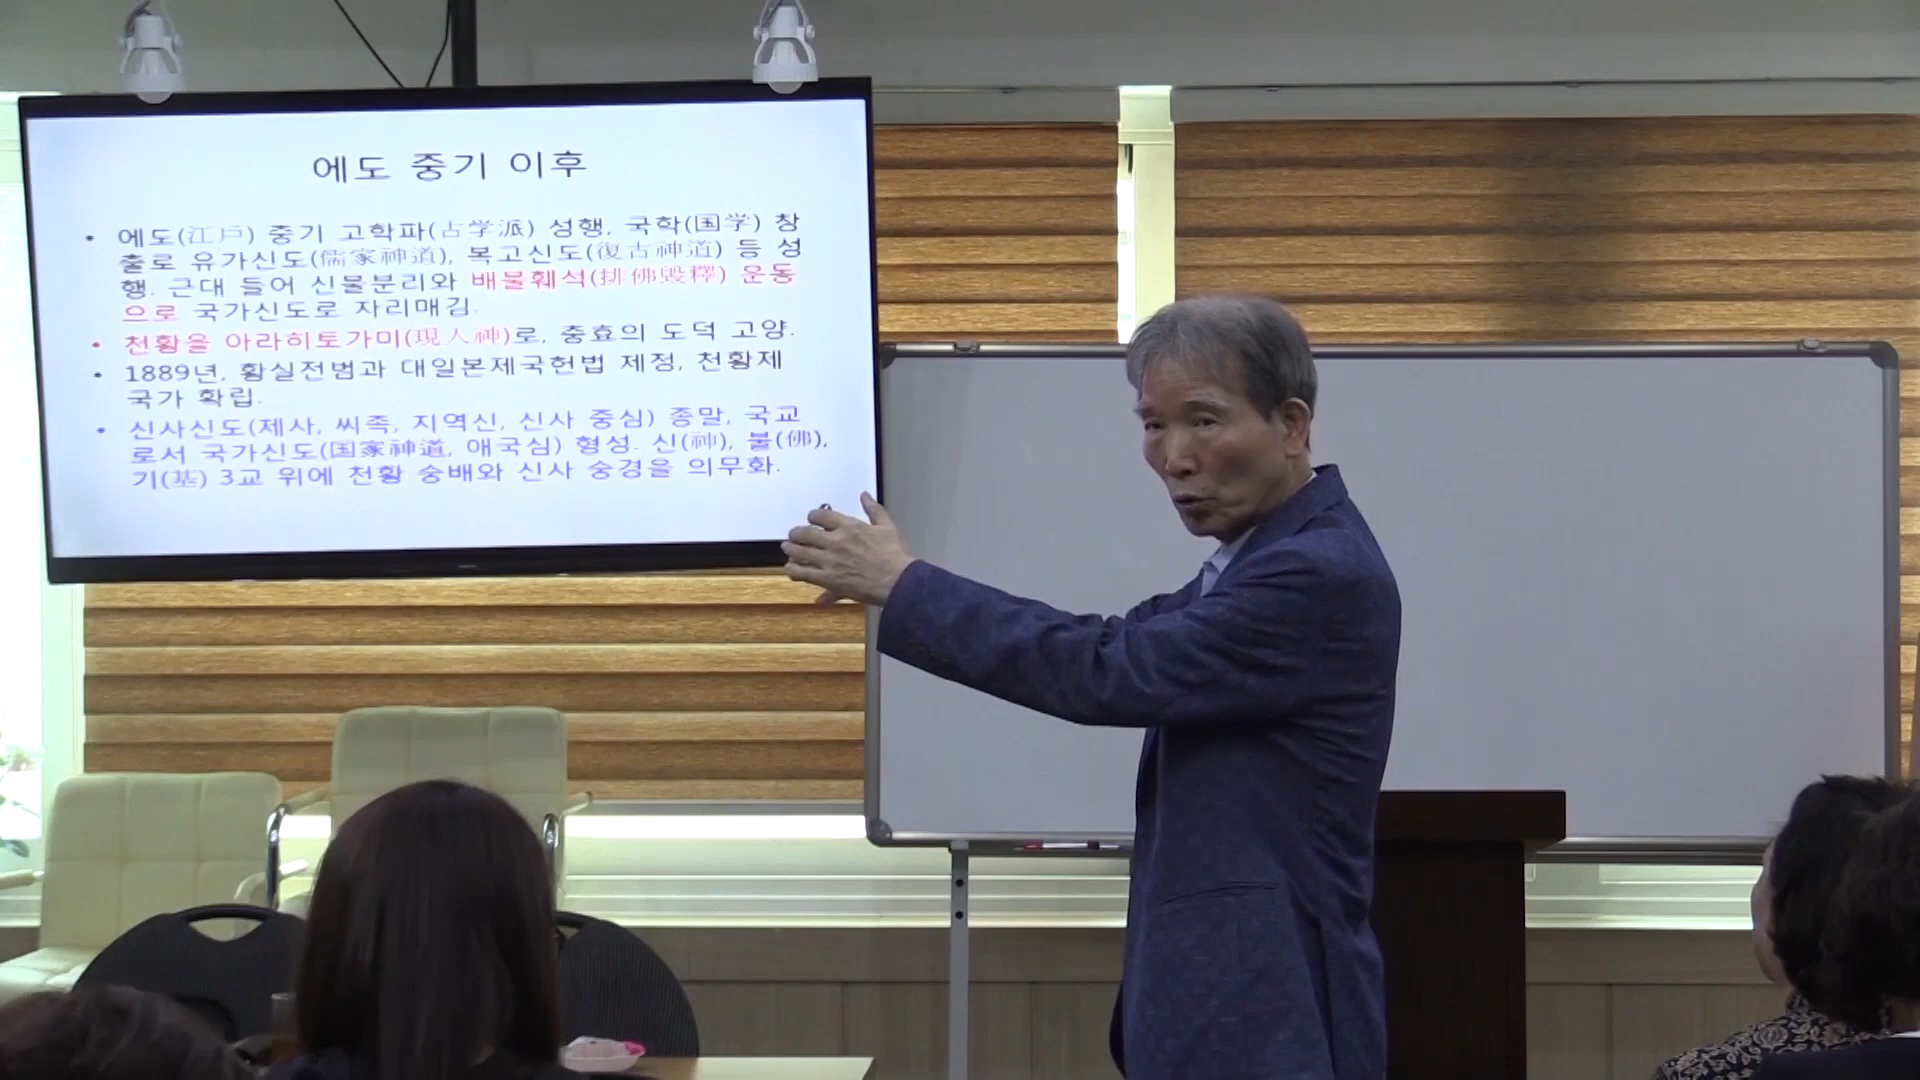 에도 중기 이후
• 에도(江戶) 중기 고학파(古学派) 성행, 국학(国学) 창
출로 유가신도(儒家神道), 복고신도(復古神道) 등 성
행. 근대 들어 신불분리와 배불훼석(排佛毀釋) 운동
으로 국가신도로 자리매김.
• 천황을 아라히토가미(現人神)로, 충효의 도덕 고양.
• 1889년, 황실전범과 대일본제국헌법 제정, 천황제
국가 확립.
• 신사신도(제사, 씨족, 지역신, 신사 중심) 종말, 국교
로서 국가신도(国家神道, 애국심) 형성. 신(神), 불(佛),
기(基) 3교 위에 천황 숭배와 신사 숭경을 의무화.